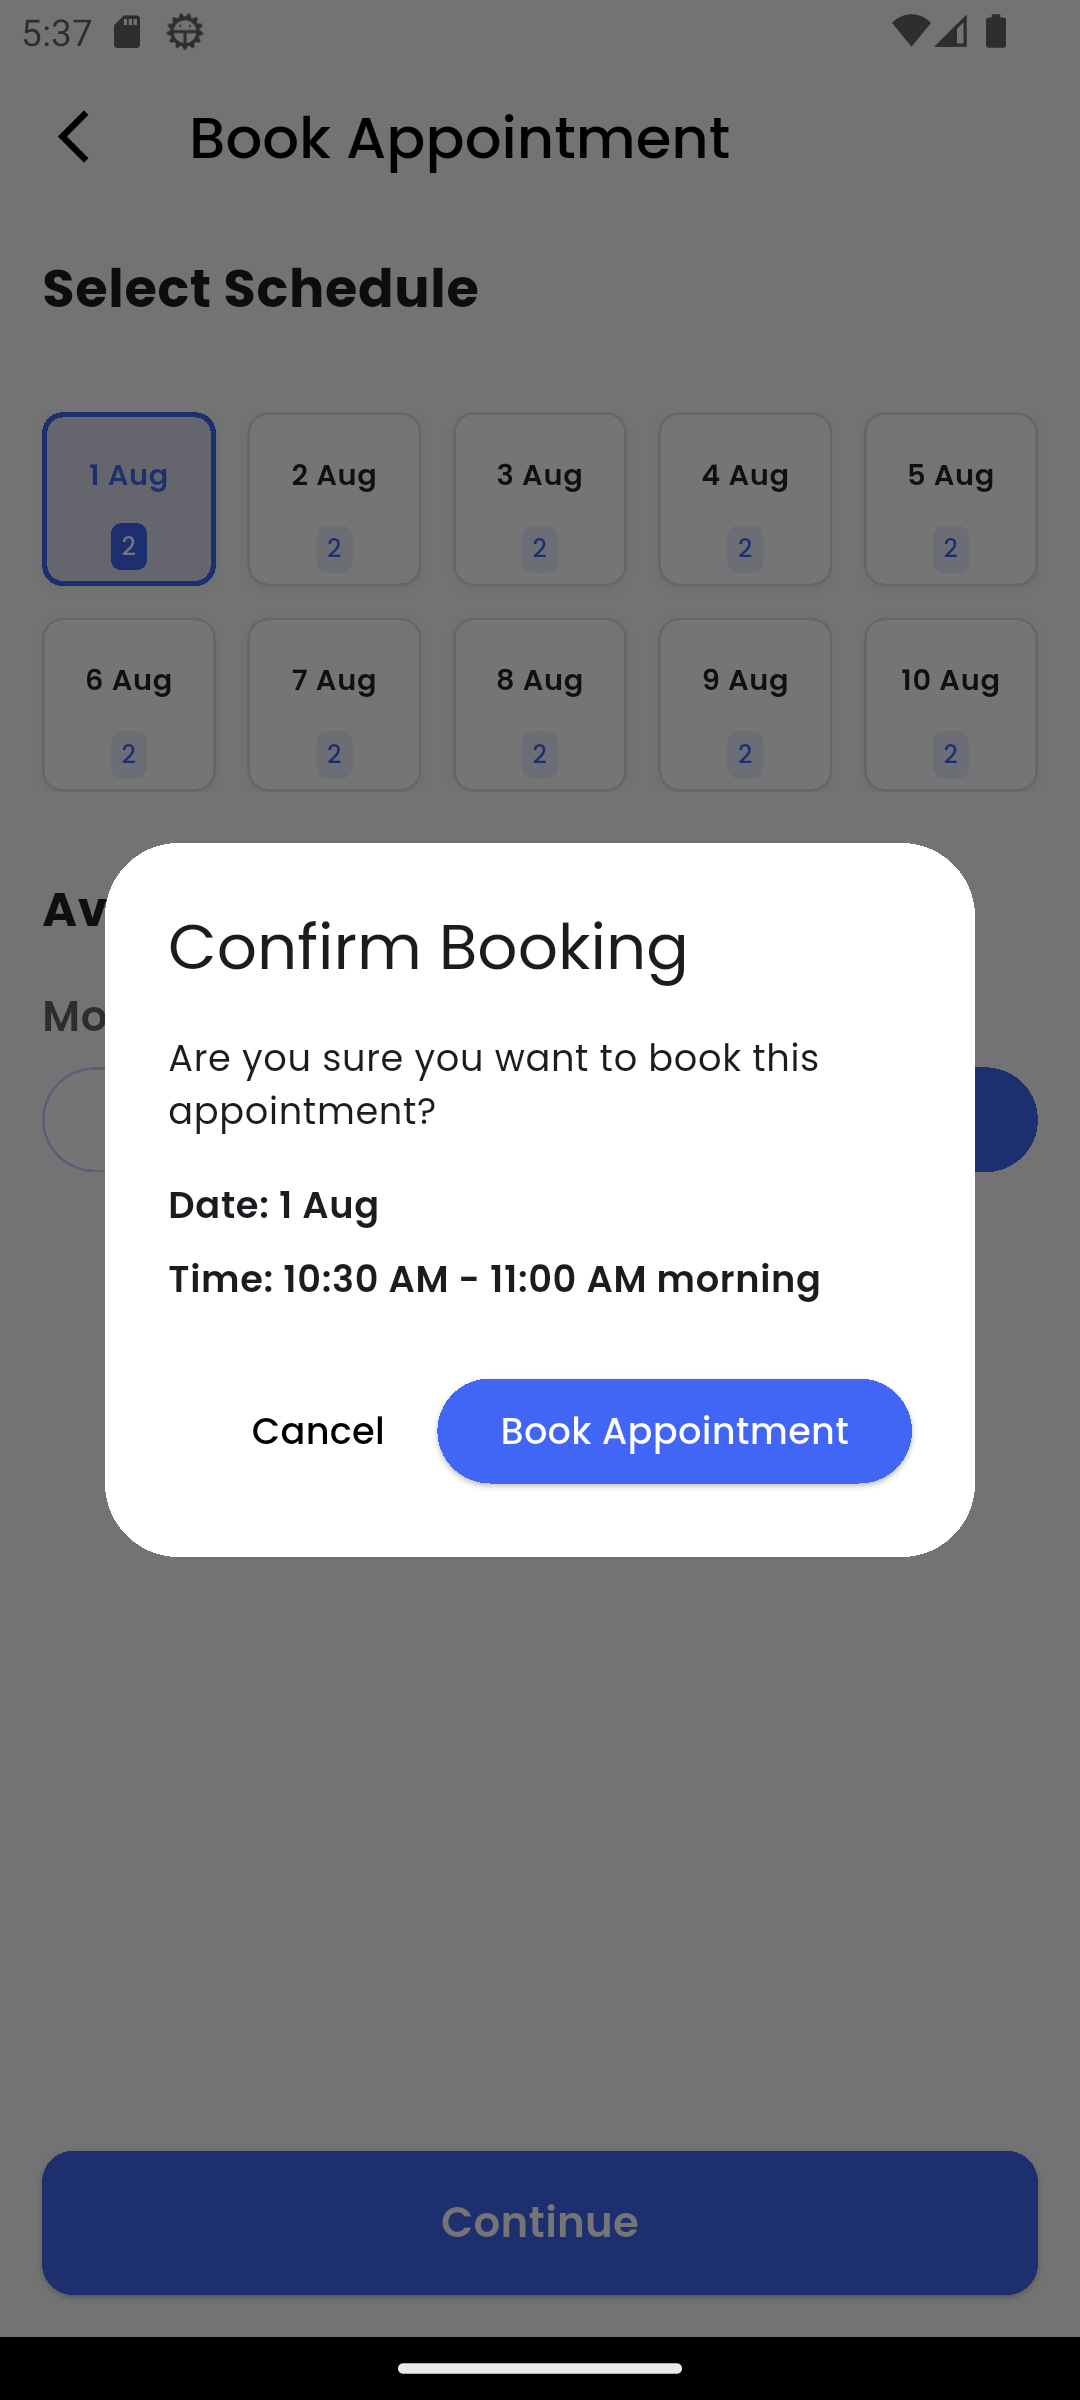 5:37
Book Appointment
Select Schedule
1 Aug
2 Aug
3 Aug
4 Aug
5 Aug
2
2
2
2
2
6 Aug
7 Aug
8 Aug
9 Aug
10 Aug
2
2
2
2
2
Av
Mo
Confirm Booking
Are you sure you want to book this
appointment?
Date: 1 Aug
Time: 10:30 AM - 11:00 AM morning
Cancel
Book Appointment
Continue